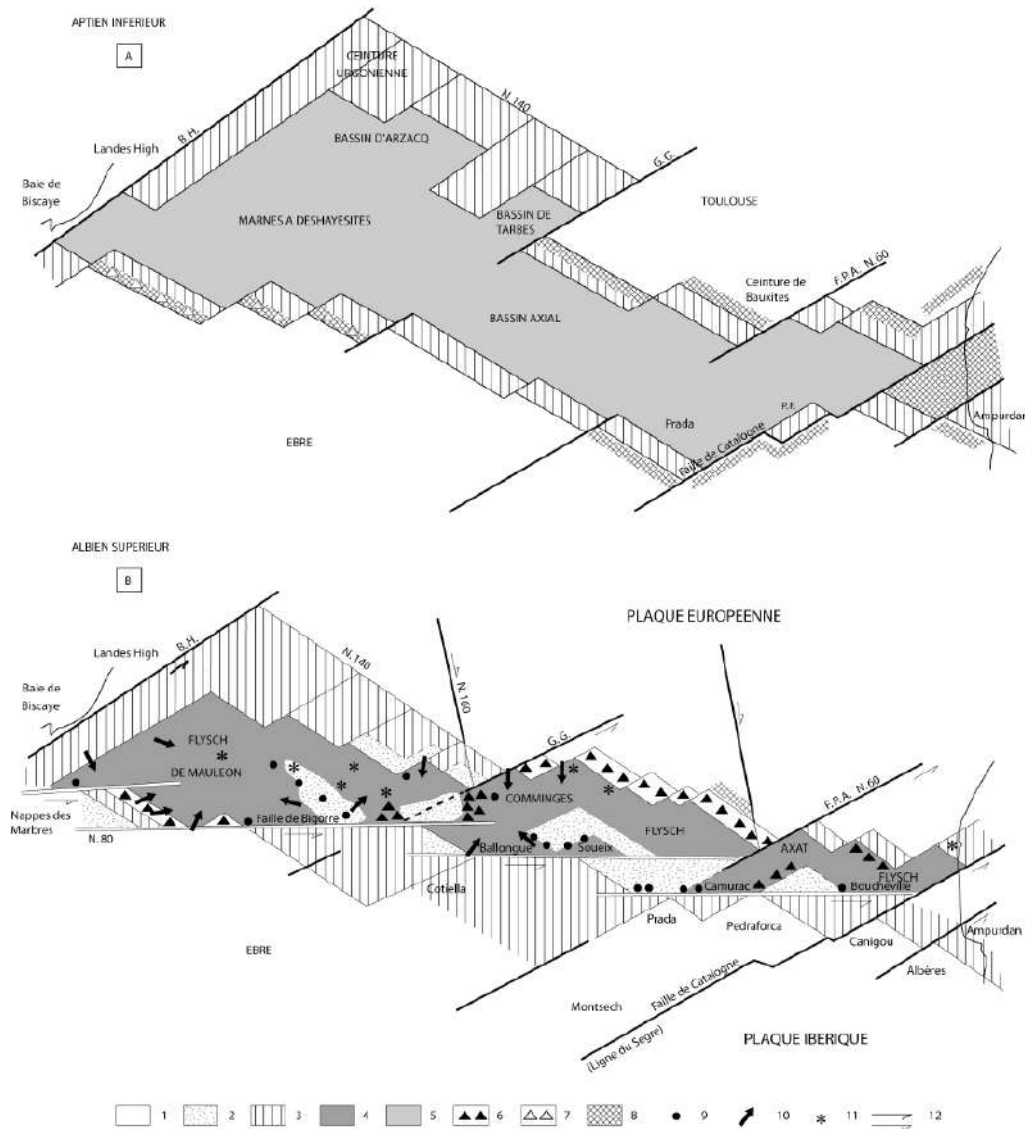 APTIEN INFERIEUR
A
CEINTURE
URGONIENNE
N. 140
B.H.
BASSIN D'ARZACQ
Landes High
G.G.
Baie de
Biscaye
TOULOUSE
MARNES A DESHAYESITES
BASSIN DE
TARBES
F.P.A. N.60
Ceinture de
Bauxites
BASSIN AXIAL
P.F.
Prada
Ampurdan
Faille de Catalogne
EBRE
ALBIEN SUPERIEUR
B
PLAQUE EUROPEENNE
B.H.
Landes High
N.140
Baie de
Biscaye
N.160
G.G.
FLYSCH
DE MAULEON
F.P.A. N.60
COMMINGES
Nappes des
Marbres
Faille de Bigorre
FLYSCH
N. 80
AXAT
Ballongue
Soueix
FLYSCH
Cotiella
Camurac
Boucheville
Prada
Pedraforca
Ampurdan
EBRE
Canigou
Albères
Faille de Catalogne
Montsech
(Ligne du Segre)
PLAQUE IBERIQUE
1 2 3 4 5 6 7 8 9 10 11 12